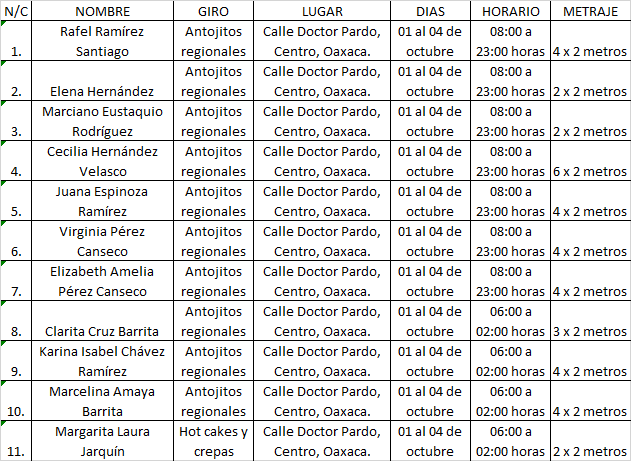 N/C NOMBRE GIRO LUGAR DIAS HORARIO METRAJE
Rafel Ramírez Antojitos Calle Doctor Pardo, 01 al 04 de 08:00 a
1. Santiago regionales Centro, Oaxaca. octubre 23:00 horas 4 x 2 metros
Antojitos Calle Doctor Pardo, 01 al 04 de 08:00 a
2. Elena Hernández regionales Centro, Oaxaca. octubre 23:00 horas 2 x 2 metros
Marciano Eustaquio Antojitos Calle Doctor Pardo, 01 al 04 de 08:00 a
3. Rodríguez regionales Centro, Oaxaca. octubre 23:00 horas 2 x 2 metros
Cecilia Hernández Antojitos Calle Doctor Pardo, 01 al 04 de 08:00 a
4. Velasco regionales Centro, Oaxaca. octubre 23:00 horas 6 x 2 metros
Juana Espinoza Antojitos Calle Doctor Pardo, 01 al 04 de 08:00 a
5. Ramírez regionales Centro, Oaxaca. octubre 23:00 horas 4 x 2 metros
Virginia Pérez Antojitos Calle Doctor Pardo, 01 al 04 de 08:00 a
6. Canseco regionales Centro, Oaxaca. octubre 23:00 horas 4 x 2 metros
Elizabeth Amelia Antojitos Calle Doctor Pardo, 01 al 04 de 08:00 a
7. Pérez Canseco regionales Centro, Oaxaca. octubre 23:00 horas 4 x 2 metros
Antojitos Calle Doctor Pardo, 01 al 04 de 06:00 a
8. Clarita Cruz Barrita regionales Centro, Oaxaca. octubre 02:00 horas 3 x 2 metros
Karina Isabel Chávez Antojitos Calle Doctor Pardo, 01 al 04 de 06:00 a
9. Ramírez regionales Centro, Oaxaca. octubre 02:00 horas 4 x 2 metros
Marcelina Amaya Antojitos Calle Doctor Pardo, 01 al 04 de 06:00 a
10. Barrita regionales Centro, Oaxaca. octubre 02:00 horas 4 x 2 metros
Margarita Laura Hot cakes y Calle Doctor Pardo, 01 al 04 de 06:00 a
11. Jarquín crepas Centro, Oaxaca. octubre 02:00 horas 2 x 2 metros